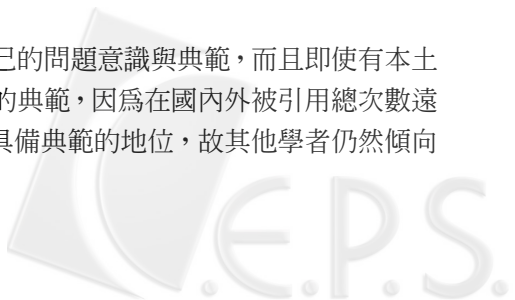 己的問題意識與典範，而且即使有本土
的典範，因爲在國內外被引用總次數遠
具備典範的地位，故其他學者仍然傾向
C.E.P.S.